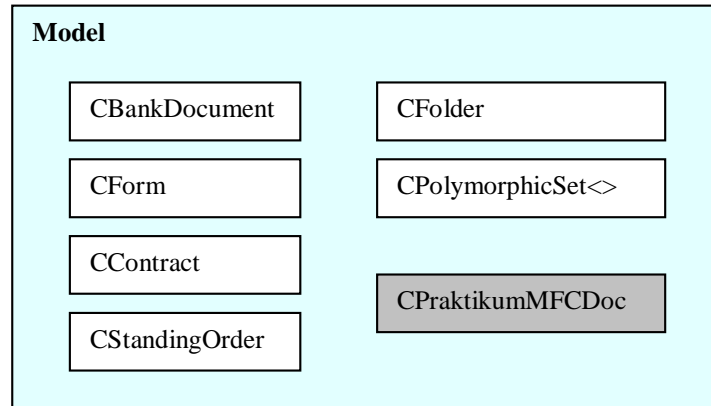 Model
CBankDocument
CForm
CContract
CStandingOrder
CFolder
CPolymorphicSet<>
CPraktikumMFCDoc